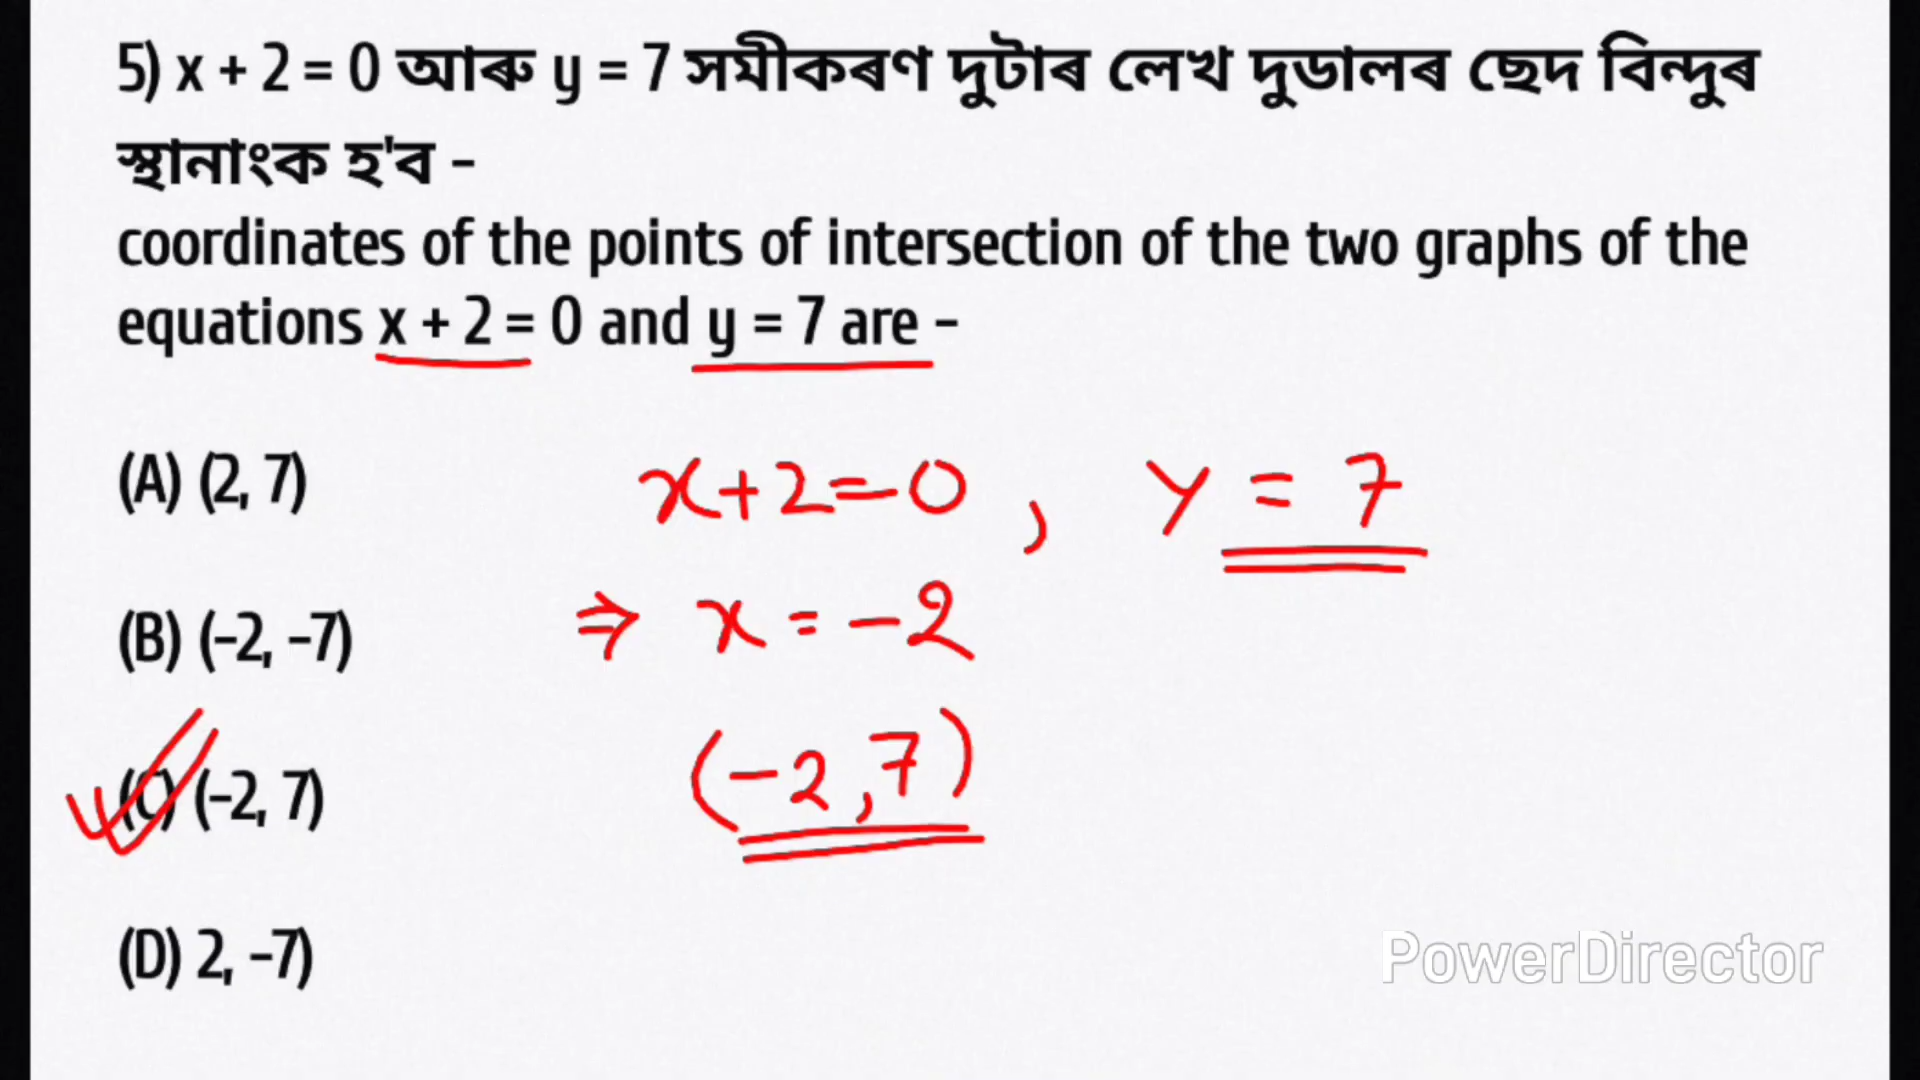 5) x + 2 = 0 আৰু y = 7 সমীকৰণ দুটাৰ লেখ দুডালৰ ছেদ বিন্দুৰ
স্থানাংক হ'ব -
coordinates of the points of intersection of the two graphs of the
equations x + 2 = 0 and y = 7 are -
(A) (2, 7)
x+2=0 , y = 7
(B) (-2, -7)
⇒ x = -2
(C) (-2, 7)
(-2,7)
(D) 2, -7)
PowerDirector